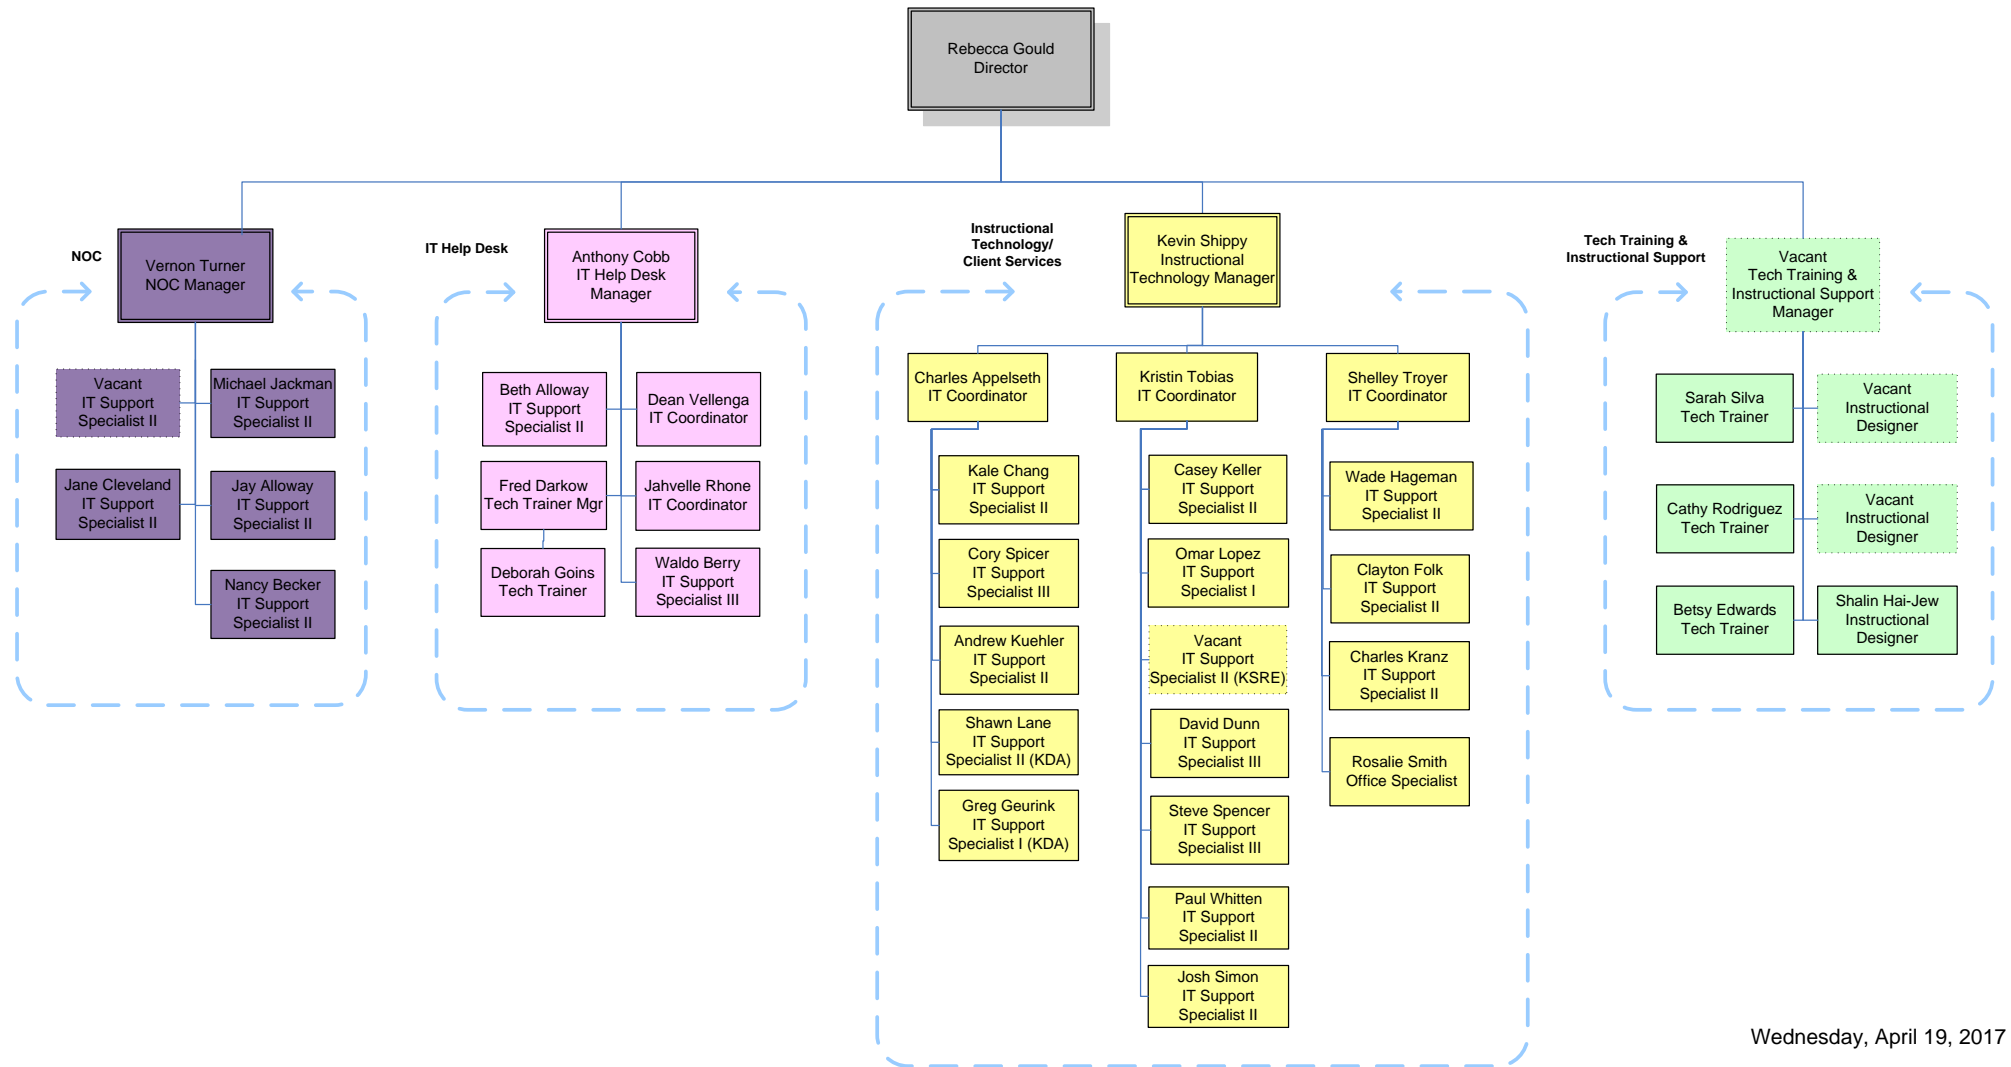 Rebecca Gould
Director
NOC
Vernon Turner
NOC Manager
Vacant
IT Support
Specialist II
Michael Jackman
IT Support
Specialist II
Jane Cleveland
IT Support
Specialist II
Jay Alloway
IT Support
Specialist II
Nancy Becker
IT Support
Specialist II
IT Help Desk
Anthony Cobb
IT Help Desk
Manager
Beth Alloway
IT Support
Specialist II
Dean Vellenga
IT Coordinator
Fred Darkow
Tech Trainer Mgr
Jahvelle Rhone
IT Coordinator
Deborah Goins
Tech Trainer
Waldo Berry
IT Support
Specialist III
Instructional
Technology/
Client Services
Kevin Shippy
Instructional
Technology Manager
Charles Appelseth
IT Coordinator
Kale Chang
IT Support
Specialist II
Cory Spicer
IT Support
Specialist III
Andrew Kuehler
IT Support
Specialist II
Shawn Lane
IT Support
Specialist II (KDA)
Greg Geurink
IT Support
Specialist I (KDA)
Kristin Tobias
IT Coordinator
Casey Keller
IT Support
Specialist II
Omar Lopez
IT Support
Specialist I
Vacant
IT Support
Specialist II (KSRE)
David Dunn
IT Support
Specialist III
Steve Spencer
IT Support
Specialist III
Paul Whitten
IT Support
Specialist II
Josh Simon
IT Support
Specialist II
Shelley Troyer
IT Coordinator
Wade Hageman
IT Support
Specialist II
Clayton Folk
IT Support
Specialist II
Charles Kranz
IT Support
Specialist II
Rosalie Smith
Office Specialist
Tech Training &
Instructional Support
Vacant
Tech Training &
Instructional Support
Manager
Sarah Silva
Tech Trainer
Vacant
Instructional
Designer
Cathy Rodriguez
Tech Trainer
Vacant
Instructional
Designer
Betsy Edwards
Tech Trainer
Shalin Hai-Jew
Instructional
Designer
Wednesday, April 19, 2017